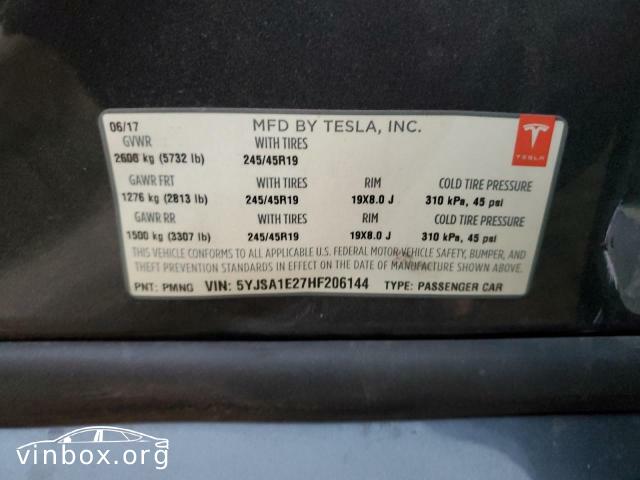 06/17 MFD BY TESLA, INC.
GVWR WITH TIRES
2600 kg (5732 lb) 245/45R19
TESLA
GAWR FRT WITH TIRES RIM COLD TIRE PRESSURE
1276 kg (2813 lb) 245/45R19 19X8.0 J 310 kPa, 45 psi
GAWR RR WITH TIRES RIM COLD TIRE PRESSURE
1500 kg (3307 lb) 245/45R19 19X8.0 J 310 kPa, 45 psi
THIS VEHICLE CONFORMS TO ALL APPLICABLE U.S. FEDERAL MOTOR VEHICLE SAFETY, BUMPER, AND
THEFT PREVENTION STANDARDS IN EFFECT ON THE DATE OF MANUFACTURE SHOWN ABOVE.
PNT: PMNG VIN: 5YJSA1E27HF206144 TYPE: PASSENGER CAR
vinbox.org